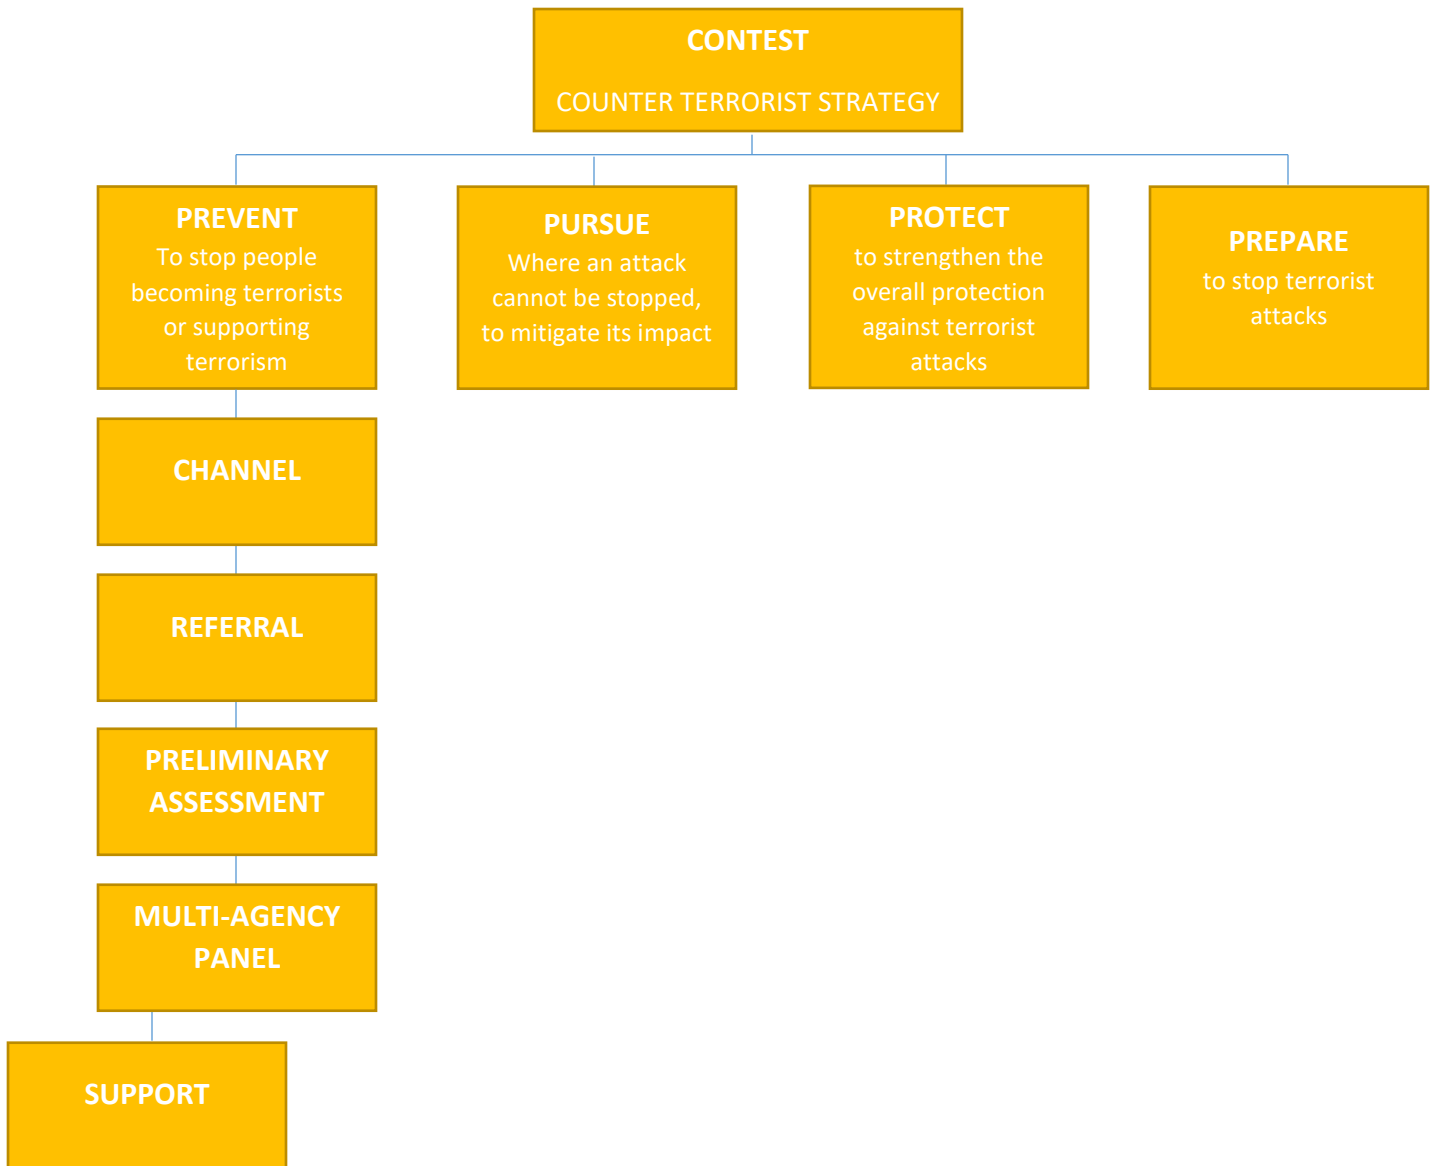 CONTEST
COUNTER TERRORIST STRATEGY
PREVENT
To stop people
becoming terrorists
or supporting
terrorism
PURSUE
Where an attack
cannot be stopped,
to mitigate its impact
PROTECT
to strengthen the
overall protection
against terrorist
attacks
PREPARE
to stop terrorist
attacks
CHANNEL
REFERRAL
PRELIMINARY
ASSESSMENT
MULTI-AGENCY
PANEL
SUPPORT